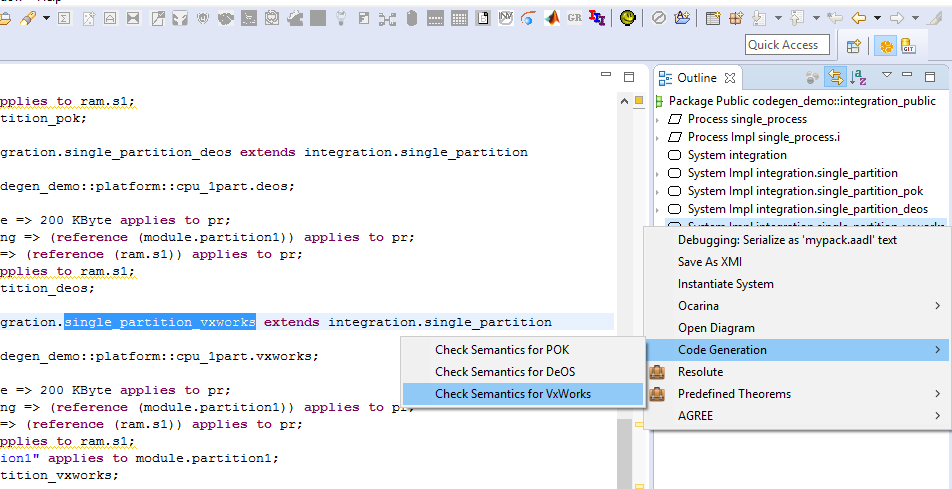 Quick Access
GIT
GR
Outline
pplies to ram.s1;
tition_pok;
gration.single_partition_deos extends integration.single_partition
degen_demo::platform::cpu_1part.deos;
e => 200 KByte applies to pr;
ng => (reference (module.partition1)) applies to pr;
=> (reference (ram.s1)) applies to pr;
pplies to ram.s1;
tition_deos;
gration.single_partition_vxworks extends integration.single_partition
degen_demo::platform::cpu_1part.vxworks;
e => 200 KByte applies to pr;
ng => (reference (module.partition1)) applies to pr;
=> (reference (ram.s1)) applies to pr;
pplies to ram.s1;
ion1" applies to module.partition1;
tition_vxworks;
Package Public codegen_demo::integration_public
Process single_process
Process Impl single_process.i
System integration
System Impl integration.single_partition
System Impl integration.single_partition_pok
System Impl integration.single_partition_deos
System Impl integration.single_partition_vxworks
Debugging: Serialize as 'mypack.aadl' text
Save As XMI
Instantiate System
Ocarina
Open Diagram
Code Generation
Resolute
Predefined Theorems
AGREE
Check Semantics for POK
Check Semantics for DeOS
Check Semantics for VxWorks